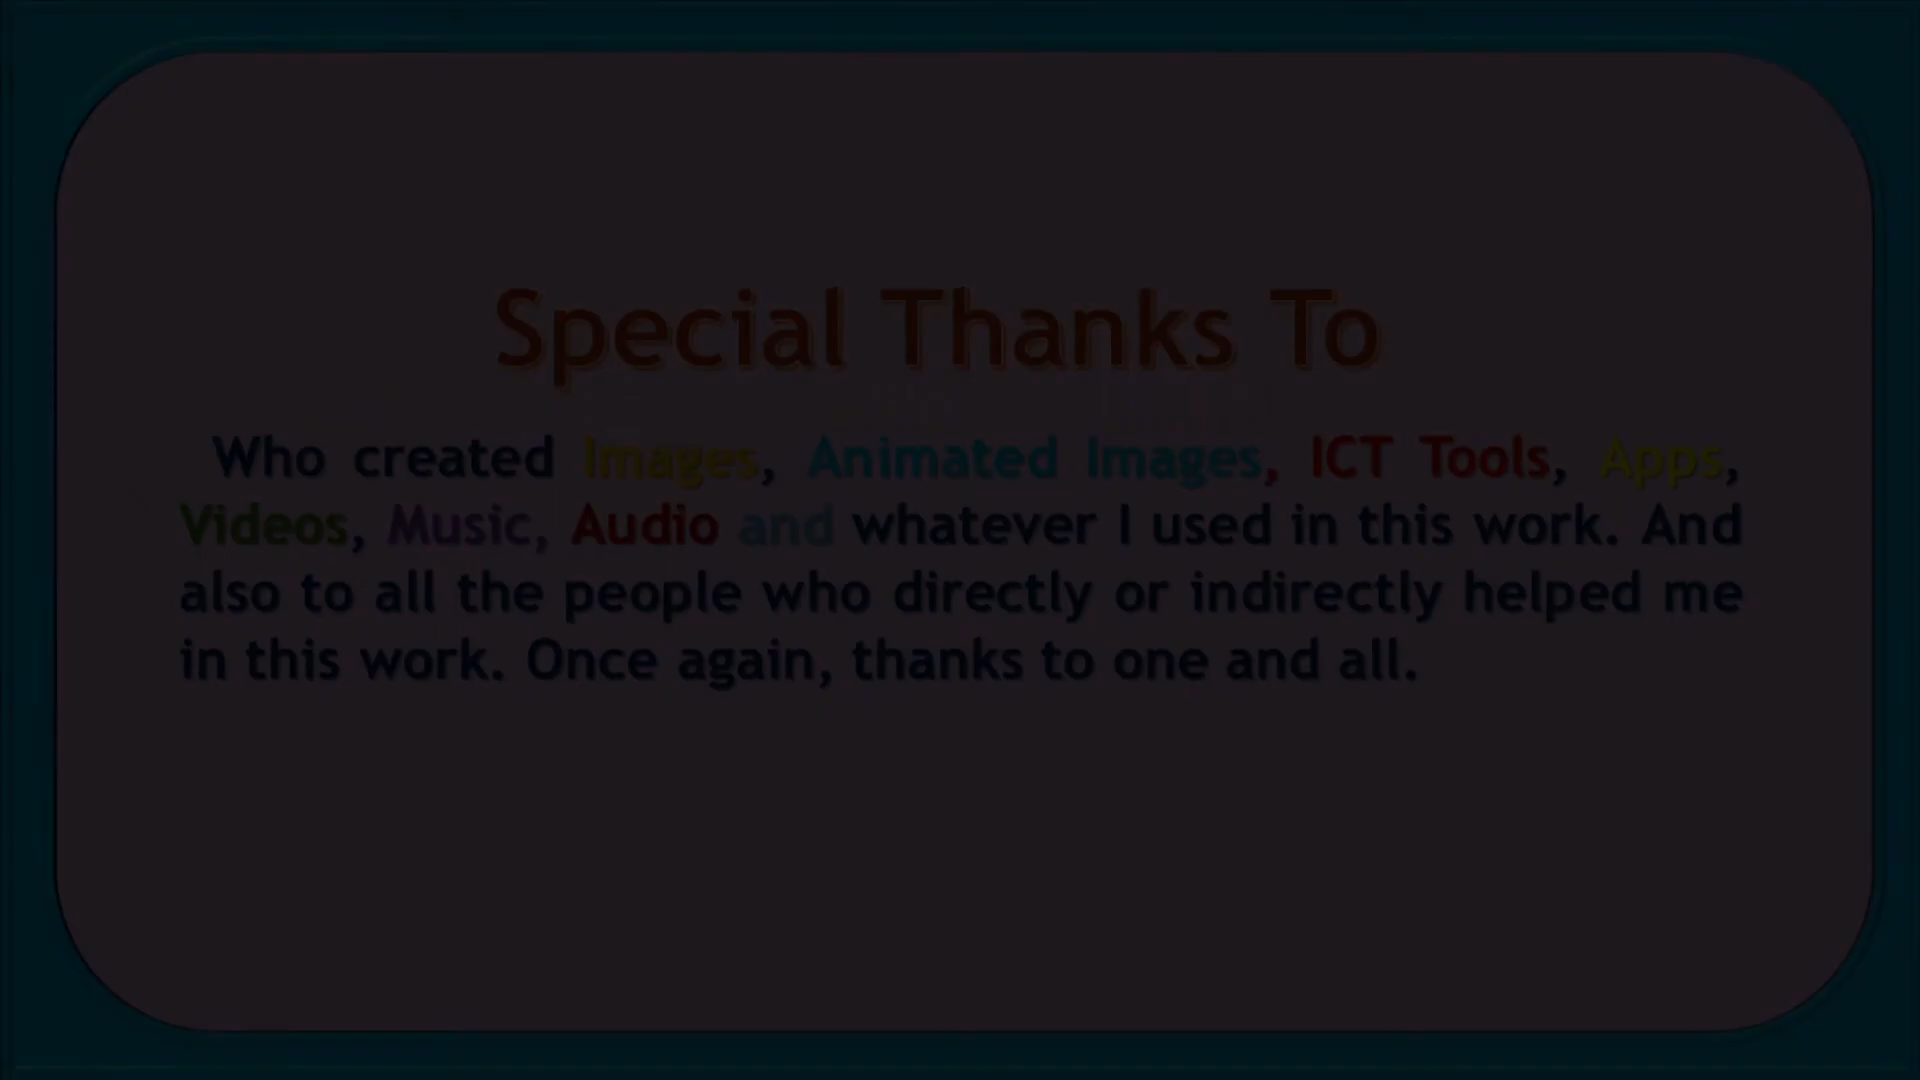 Special Thanks To
Who created Images, Animated Images, ICT Tools, Apps,
Videos, Music, Audio and whatever I used in this work. And
also to all the people who directly or indirectly helped me
in this work. Once again, thanks to one and all.